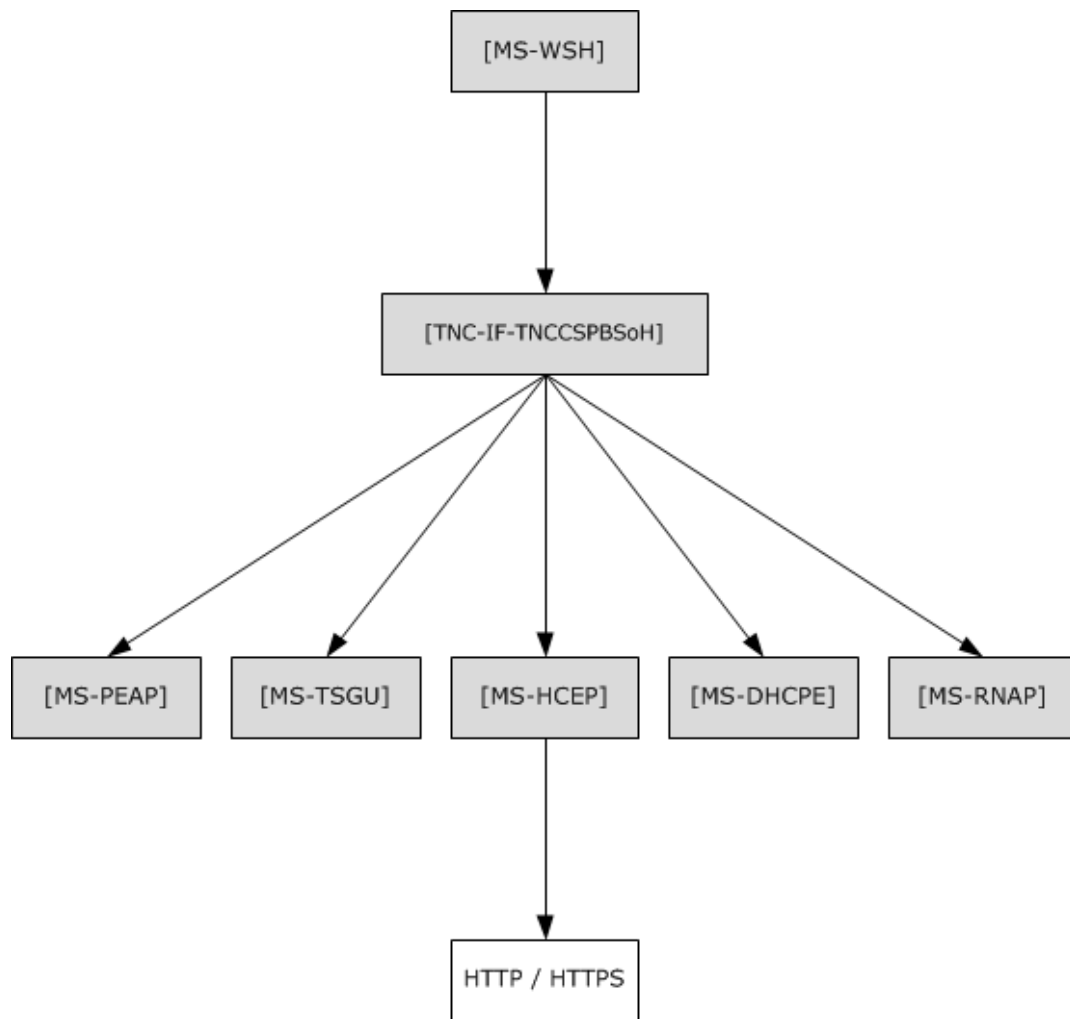 [MS-WSH]
[TNC-IF-TNCCSPBSoH]
[MS-PEAP]
[MS-TSGU]
[MS-HCEP]
[MS-DHCPE]
[MS-RNAP]
HTTP / HTTPS